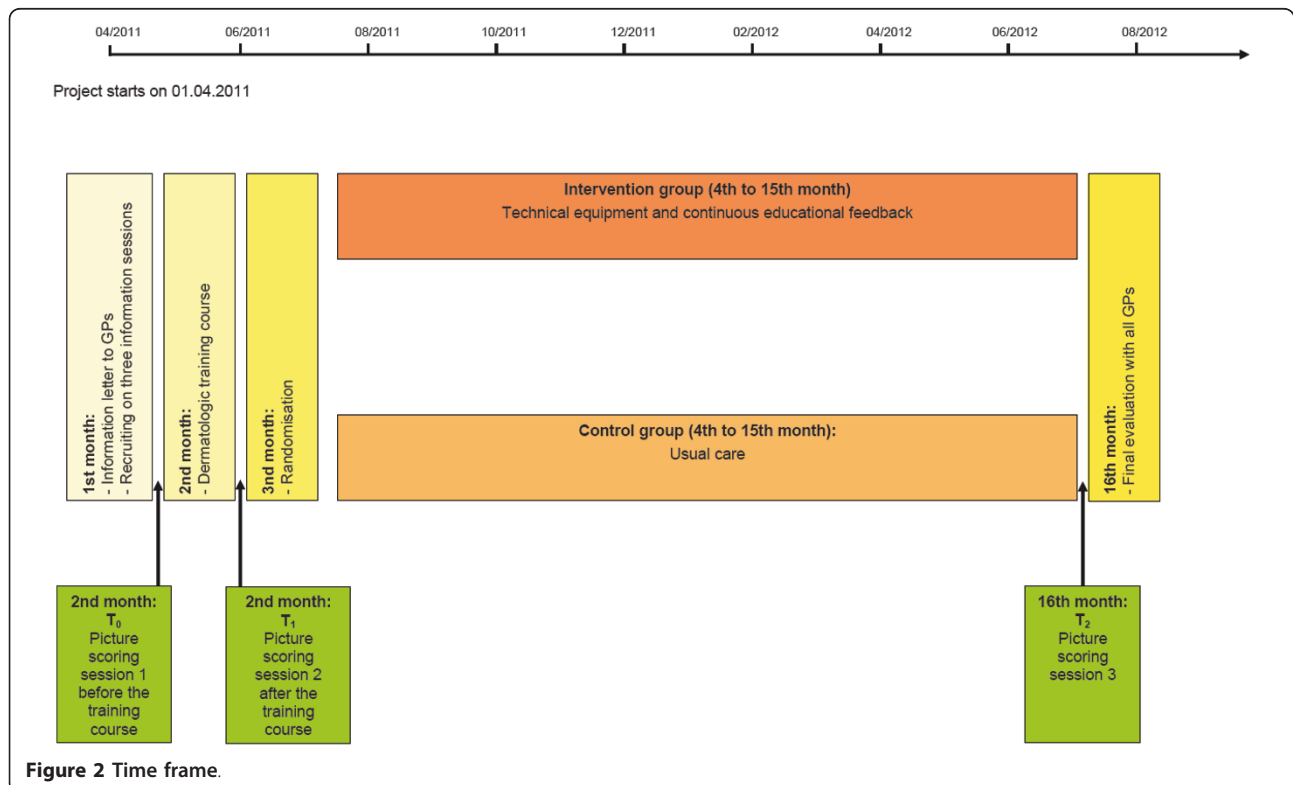 04/2011 06/2011 08/2011 10/2011 12/2011 02/2012 04/2012 06/2012 08/2012
Project starts on 01.04.2011
1st month:
- Information letter to GPs
- Recruiting on three information sessions
2nd month:
- Dermatologic training course
3nd month:
- Randomisation
Intervention group (4th to 15th month)
Technical equipment and continuous educational feedback
Control group (4th to 15th month):
Usual care
16th month:
- Final evaluation with all GPs
2nd month:
T0
Picture
scoring
session 1
before the
training
course
2nd month:
T1
Picture
scoring
session 2
after the
training
course
16th month:
T2
Picture
scoring
session 3
Figure 2 Time frame.